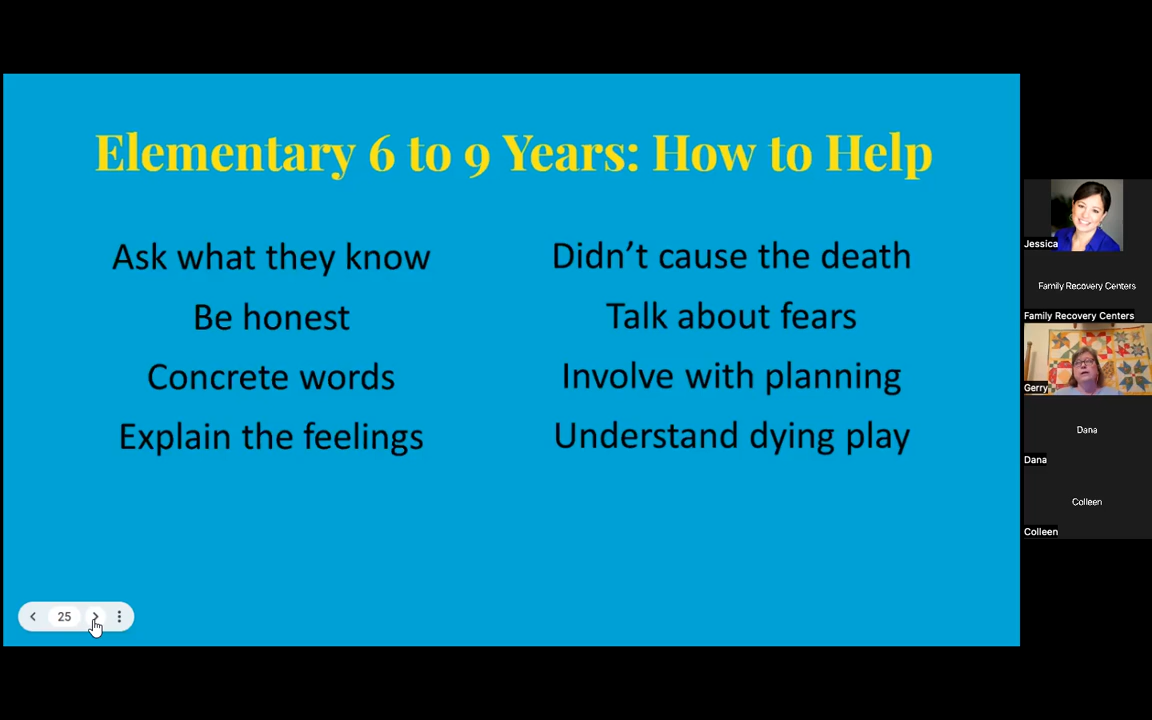 Elementary 6 to 9 Years: How to Help
Ask what they know
Be honest
Concrete words
Explain the feelings
Didn’t cause the death
Talk about fears
Involve with planning
Understand dying play
25
Jessica
Family Recovery Centers
Family Recovery Centers
Gerry
Dana
Dana
Colleen
Colleen